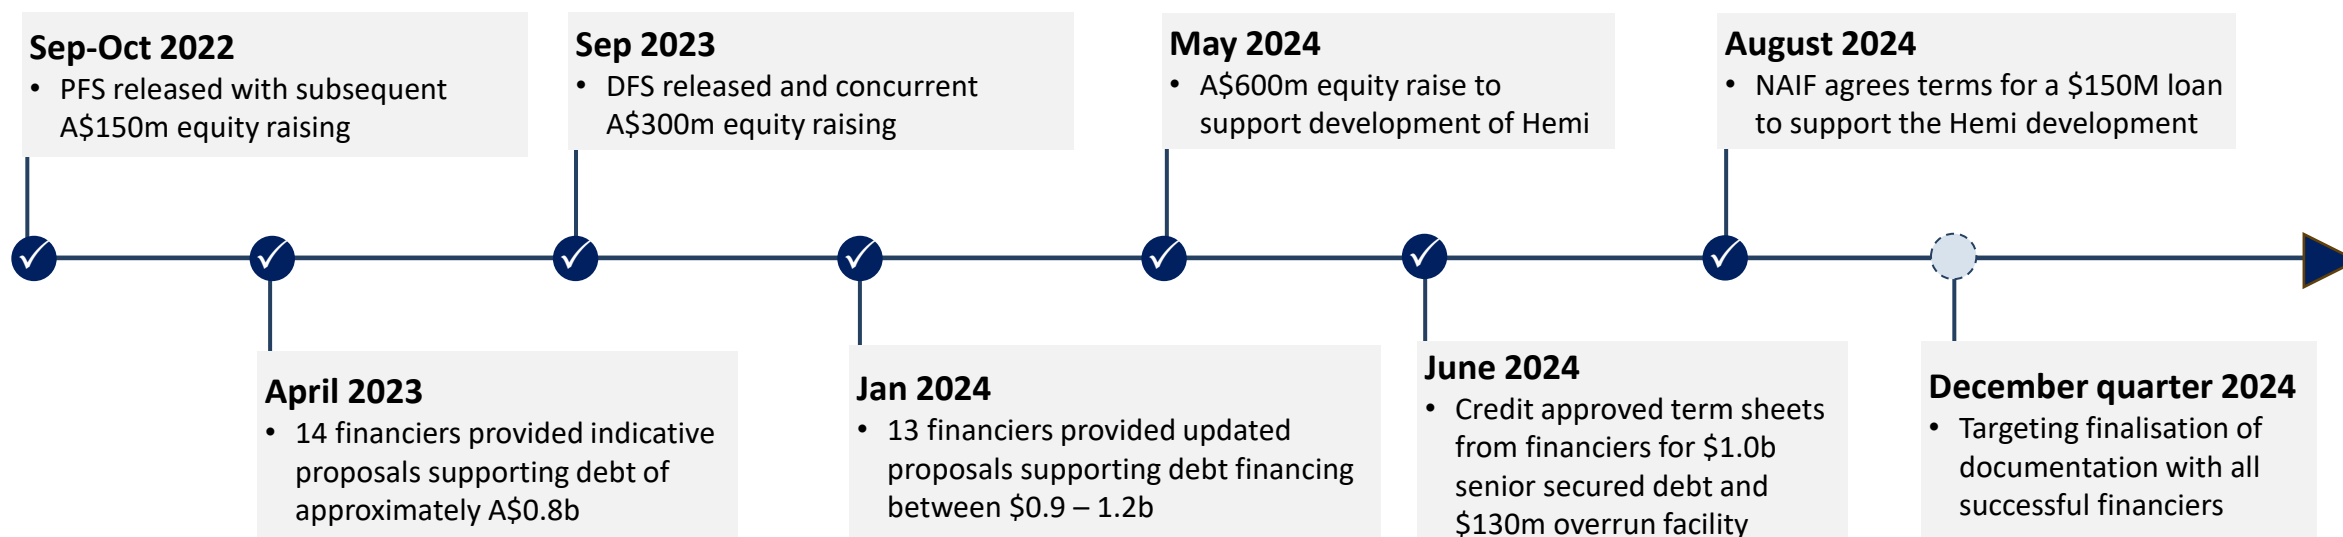 Sep-Oct 2022
• PFS released with subsequent
A$150m equity raising
Sep 2023
• DFS released and concurrent
A$300m equity raising
May 2024
• A$600m equity raise to
support development of Hemi
August 2024
• NAIF agrees terms for a $150M loan
to support the Hemi development
April 2023
• 14 financiers provided indicative
proposals supporting debt of
approximately A$0.8b
Jan 2024
• 13 financiers provided updated
proposals supporting debt financing
between $0.9 – 1.2b
June 2024
• Credit approved term sheets
from financiers for $1.0b
senior secured debt and
$130m overrun facility
December quarter 2024
• Targeting finalisation of
documentation with all
successful financiers